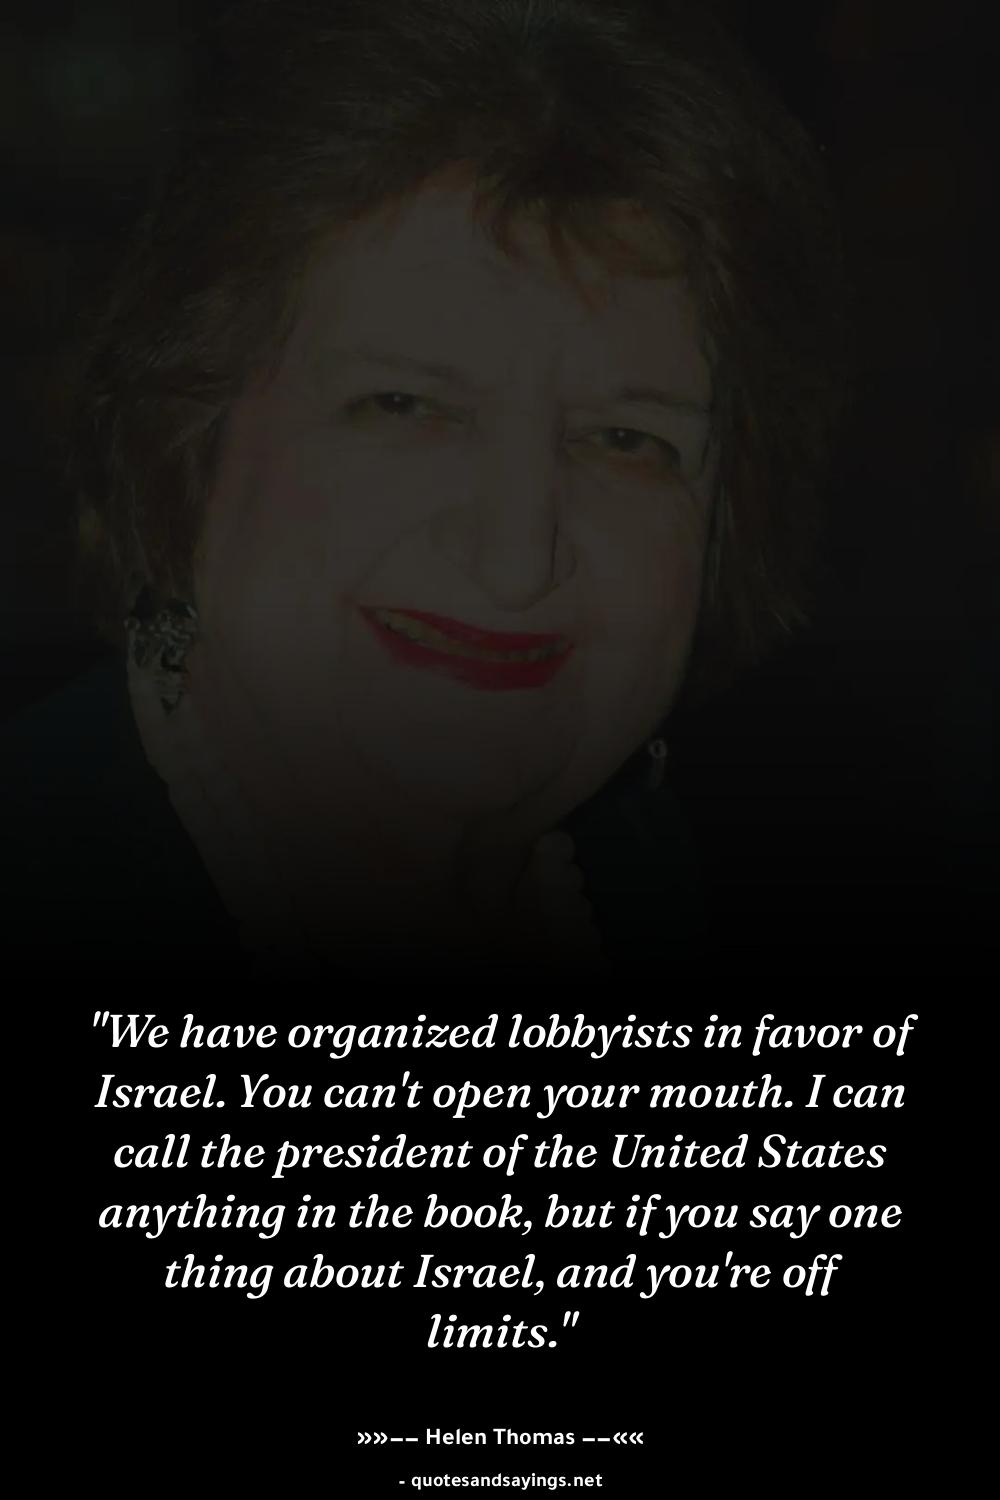 "We have organized lobbyists in favor of
Israel. You can't open your mouth. I can
call the president of the United States
anything in the book, but if you say one
thing about Israel, and you're off
limits."
»»–– Helen Thomas ––««
- quotesandsayings.net